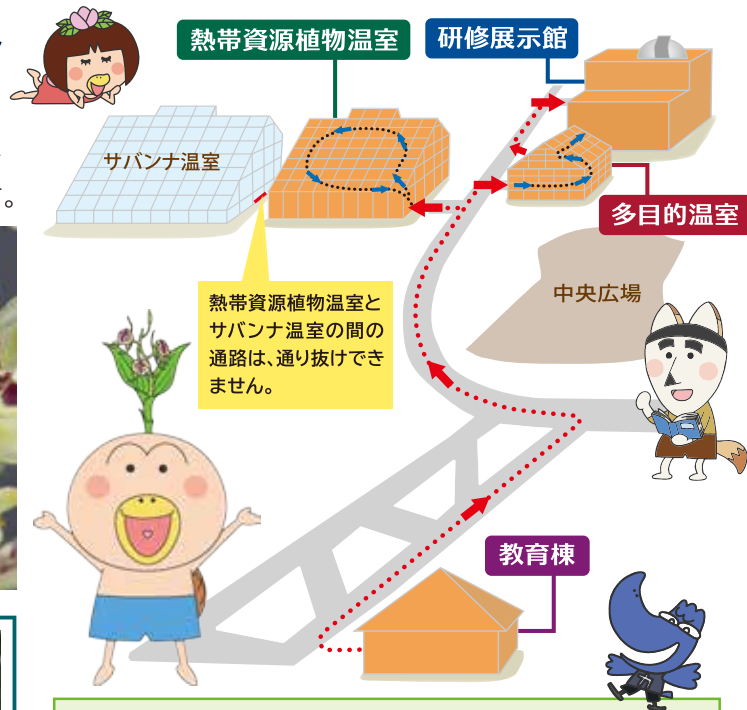 熱帯資源植物温室
研修展示館
サバンナ温室
。
多目的温室
熱帯資源植物温室と
サバンナ温室の間の
通路は、通り抜けでき
ません。
中央広場
教育棟